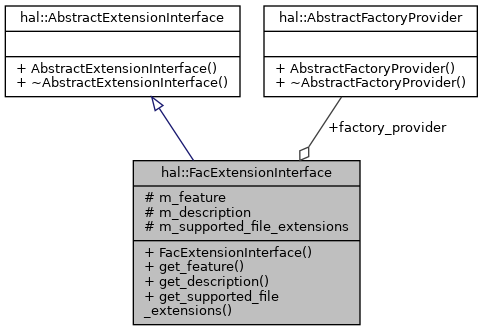 hal::AbstractExtensionInterface
+ AbstractExtensionInterface()
+ ~AbstractExtensionInterface()
hal::AbstractFactoryProvider
+ AbstractFactoryProvider()
+ ~AbstractFactoryProvider()
+factory_provider
hal::FacExtensionInterface
# m_feature
# m_description
# m_supported_file_extensions
+ FacExtensionInterface()
+ get_feature()
+ get_description()
+ get_supported_file
_extensions()